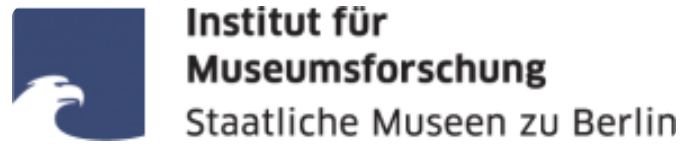 Institut für
Museumsforschung
Staatliche Museen zu Berlin